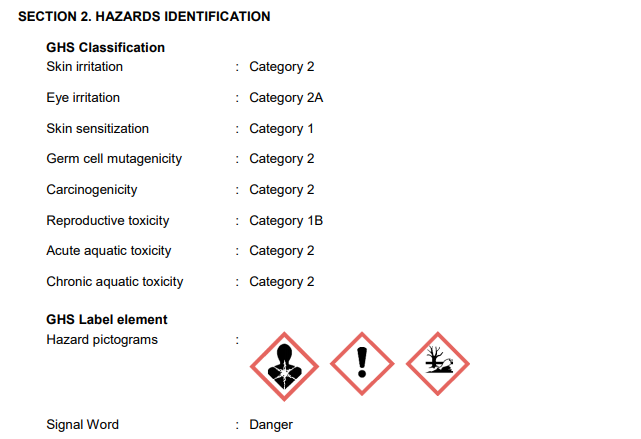 SECTION 2. HAZARDS IDENTIFICATION
GHS Classification
Skin irritation : Category 2
Eye irritation : Category 2A
Skin sensitization : Category 1
Germ cell mutagenicity : Category 2
Carcinogenicity : Category 2
Reproductive toxicity : Category 1B
Acute aquatic toxicity : Category 2
Chronic aquatic toxicity : Category 2
GHS Label element
Hazard pictograms :
Signal Word : Danger